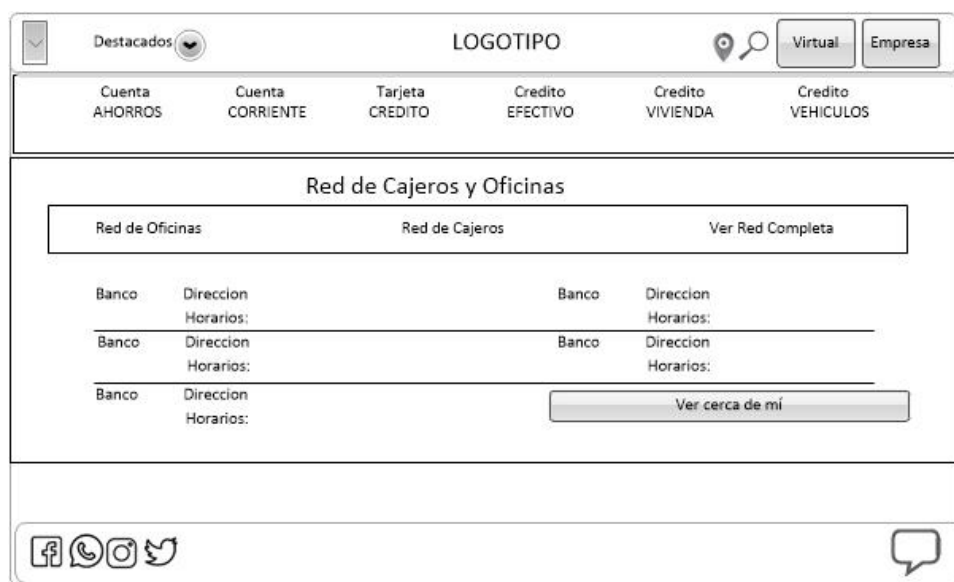 Destacados LOGOTIPO Virtual Empresa
Cuenta Cuenta Tarjeta Credito Credito Credito
AHORROS CORRIENTE CREDITO EFECTIVO VIVIENDA VEHICULOS
Red de Cajeros y Oficinas
Red de Oficinas Red de Cajeros Ver Red Completa
Banco Direccion Banco Direccion
Horarios: Horarios:
Banco Direccion Banco Direccion
Horarios: Horarios:
Banco Direccion Ver cerca de mí
Horarios: